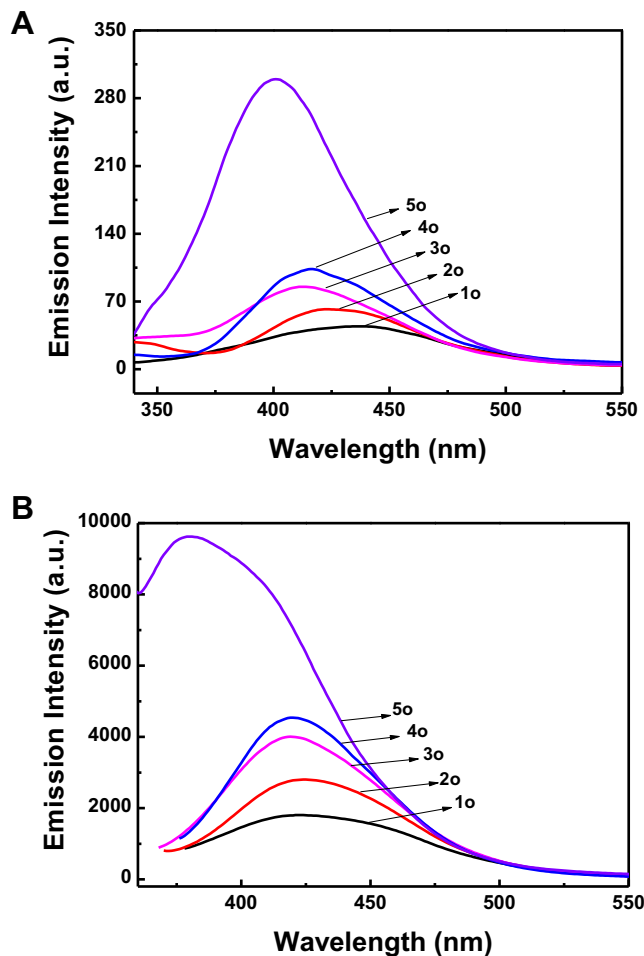 A
Emission Intensity (a.u.)
350
300
210
140
70
0
5o
4o
3o
2o
1o
350 400 450 500 550
Wavelength (nm)
B
Emission Intensity (a.u.)
10000
8000
6000
4000
2000
0
5o
4o
3o
2o
1o
400 450 500 550
Wavelength (nm)